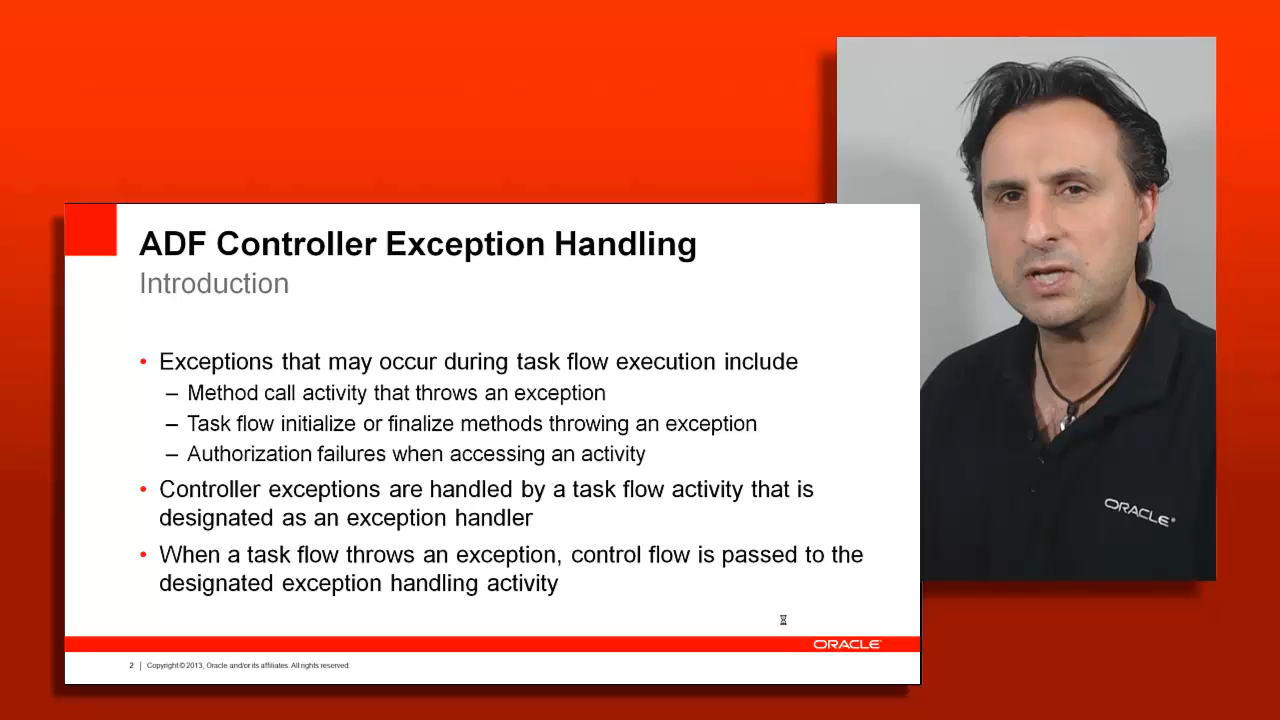 ADF Controller Exception Handling
Introduction
• Exceptions that may occur during task flow execution include
– Method call activity that throws an exception
– Task flow initialize or finalize methods throwing an exception
– Authorization failures when accessing an activity
• Controller exceptions are handled by a task flow activity that is
designated as an exception handler
• When a task flow throws an exception, control flow is passed to the
designated exception handling activity
ORACLE®
ORACLE®
2 | Copyright © 2013, Oracle and/or its affiliates. All rights reserved.